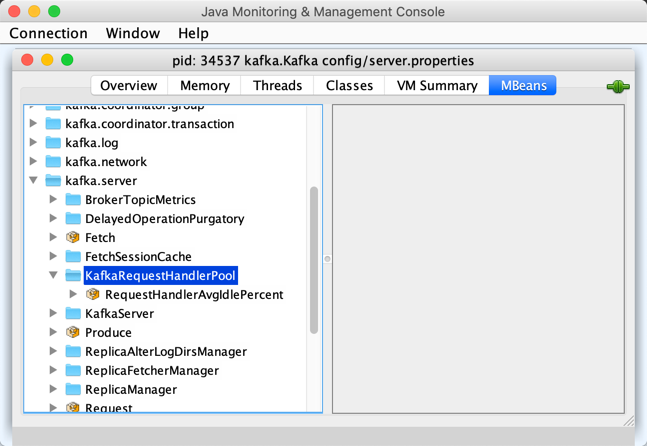 Java Monitoring & Management Console
Connection Window Help
pid: 34537 kafka.Kafka config/server.properties
Overview Memory Threads Classes VM Summary MBeans
kafka.coordinator.group
kafka.coordinator.transaction
kafka.log
kafka.network
kafka.server
BrokerTopicMetrics
DelayedOperationPurgatory
Fetch
FetchSessionCache
KafkaRequestHandlerPool
RequestHandlerAvgIdlePercent
KafkaServer
Produce
ReplicaAlterLogDirsManager
ReplicaFetcherManager
ReplicaManager
Request